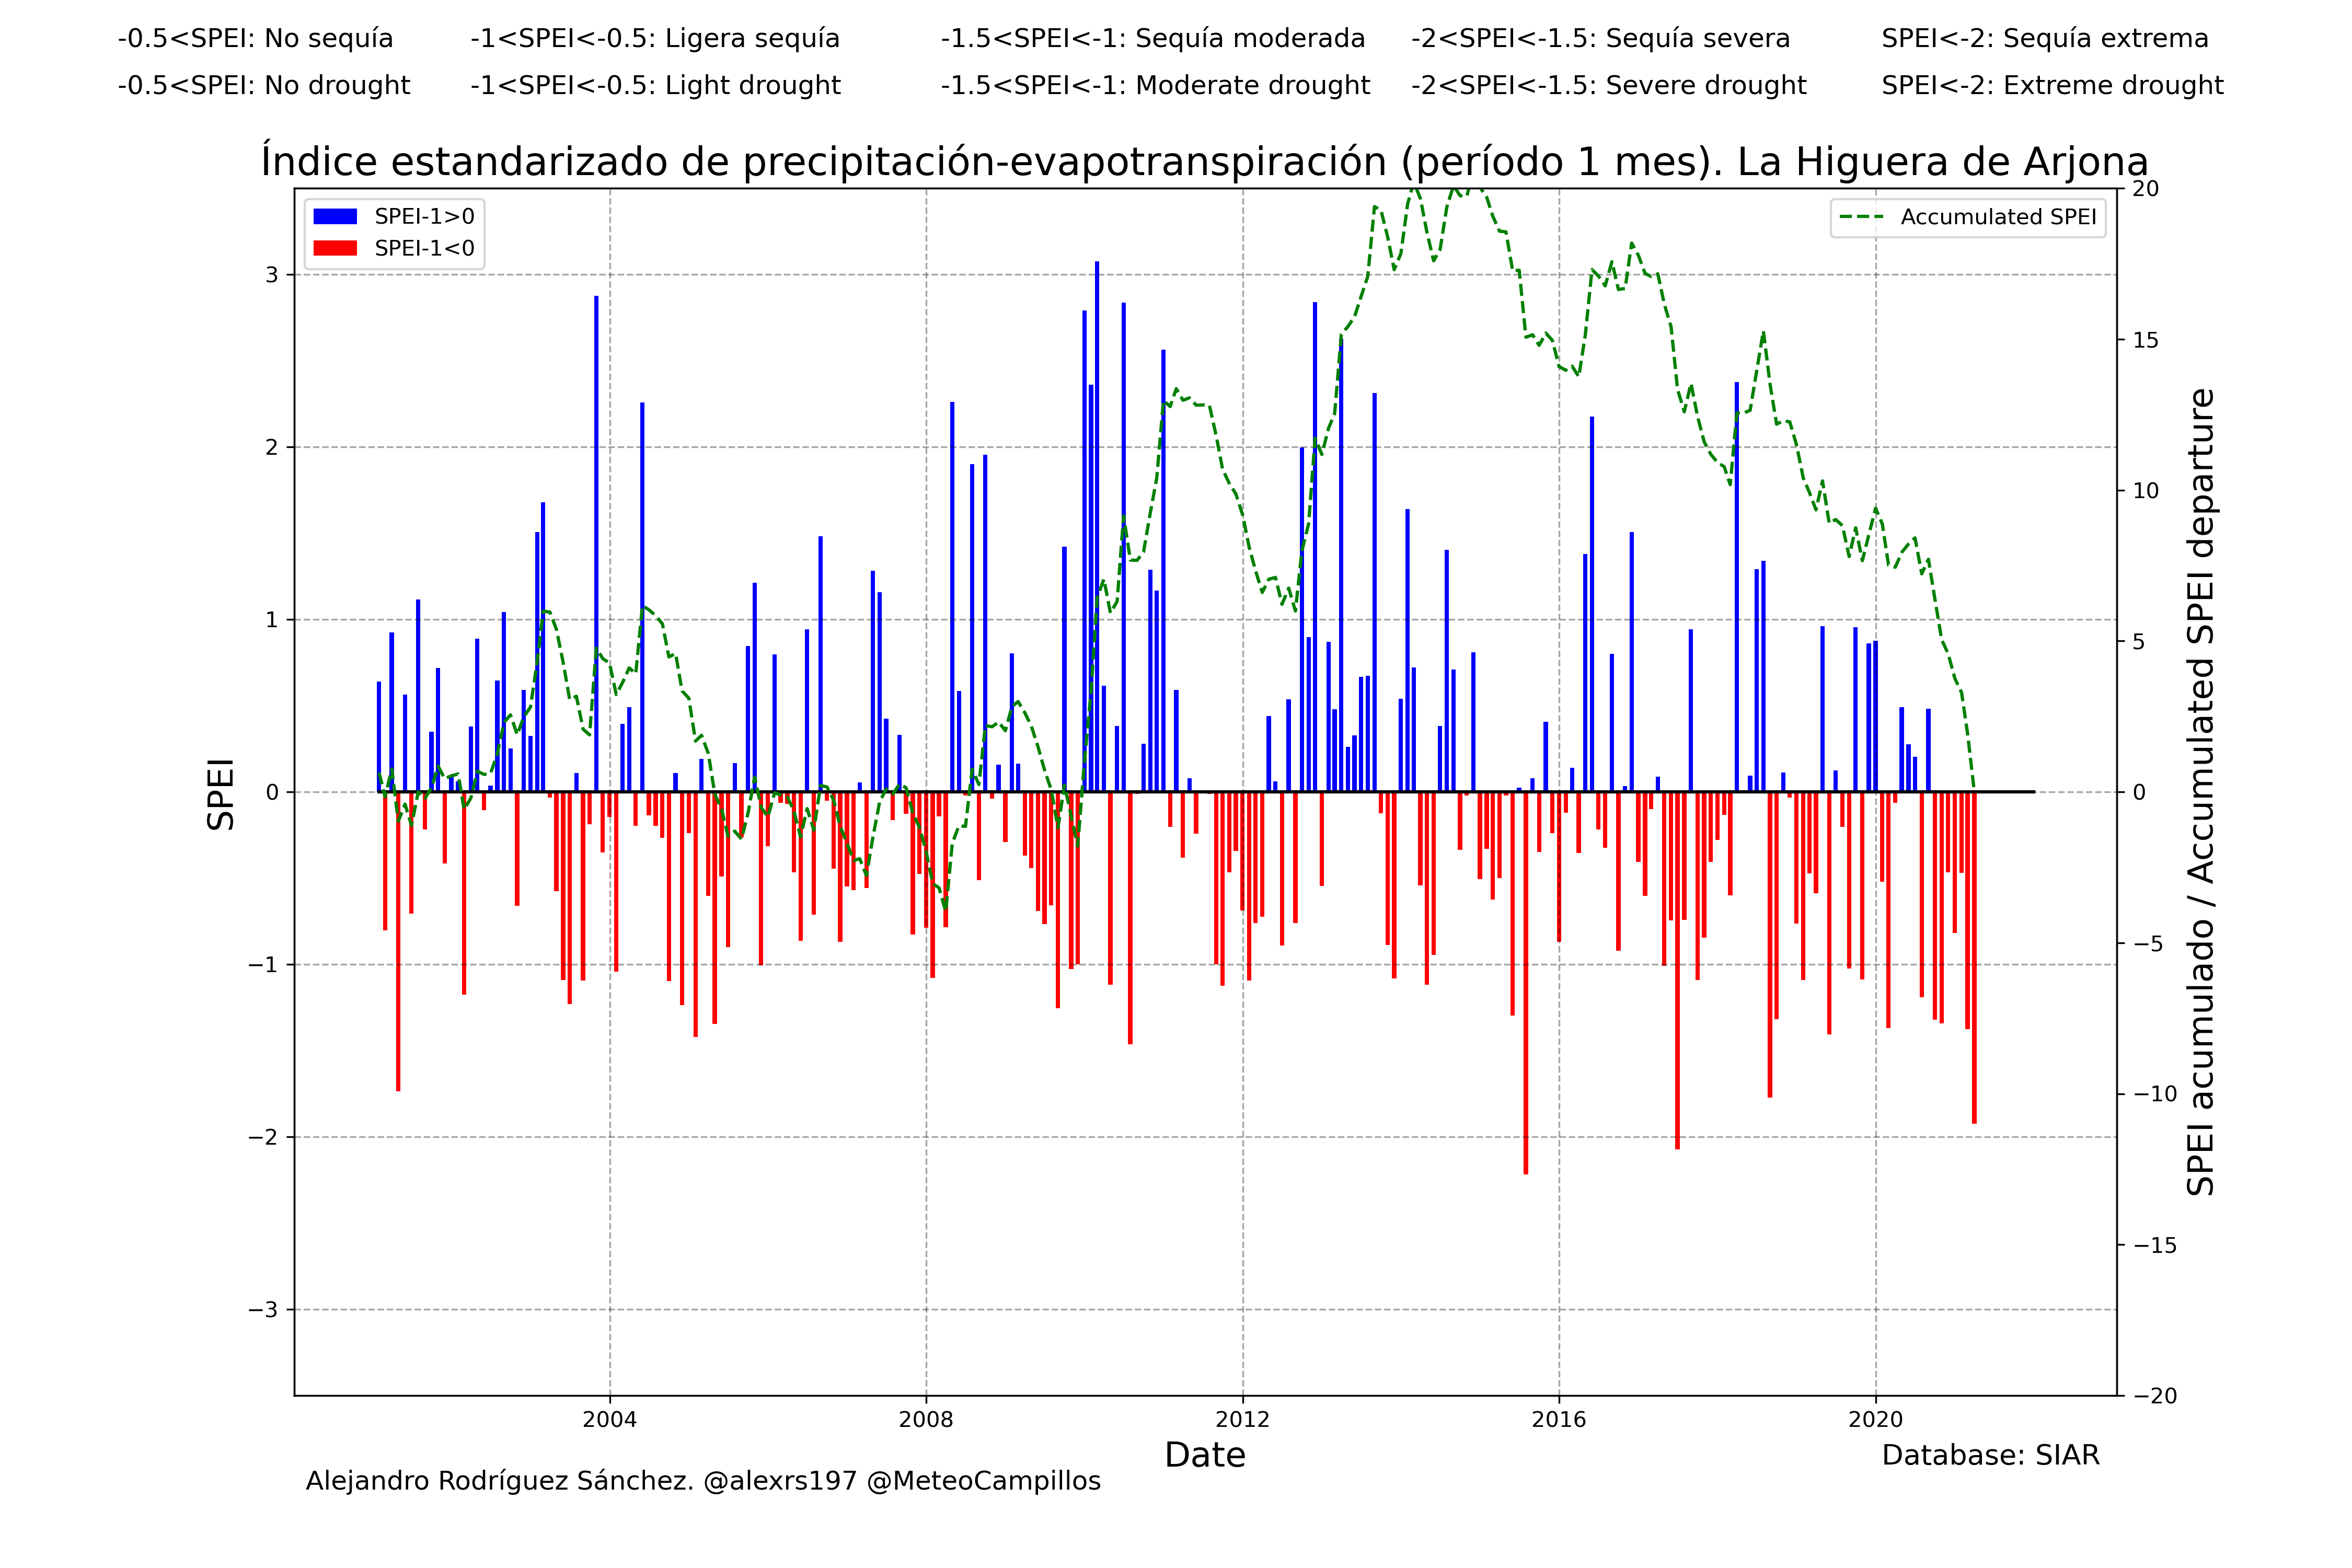 -0.5<SPEI: No sequía -1<SPEI<-0.5: Ligera sequía -1.5<SPEI<-1: Sequía moderada -2<SPEI<-1.5: Sequía severa SPEI<-2: Sequía extrema
-0.5<SPEI: No drought -1<SPEI<-0.5: Light drought -1.5<SPEI<-1: Moderate drought -2<SPEI<-1.5: Severe drought SPEI<-2: Extreme drought
Índice estandarizado de precipitación-evapotranspiración (período 1 mes). La Higuera de Arjona
SPEI-1>0
SPEI-1<0
Accumulated SPEI
SPEI
3
2
1
0
−1
−2
−3
20
15
10
5
0
−5
−10
−15
−20
SPEI acumulado / Accumulated SPEI departure
2004 2008 2012 2016 2020
Date
Database: SIAR
Alejandro Rodríguez Sánchez. @alexrs197 @MeteoCampillos